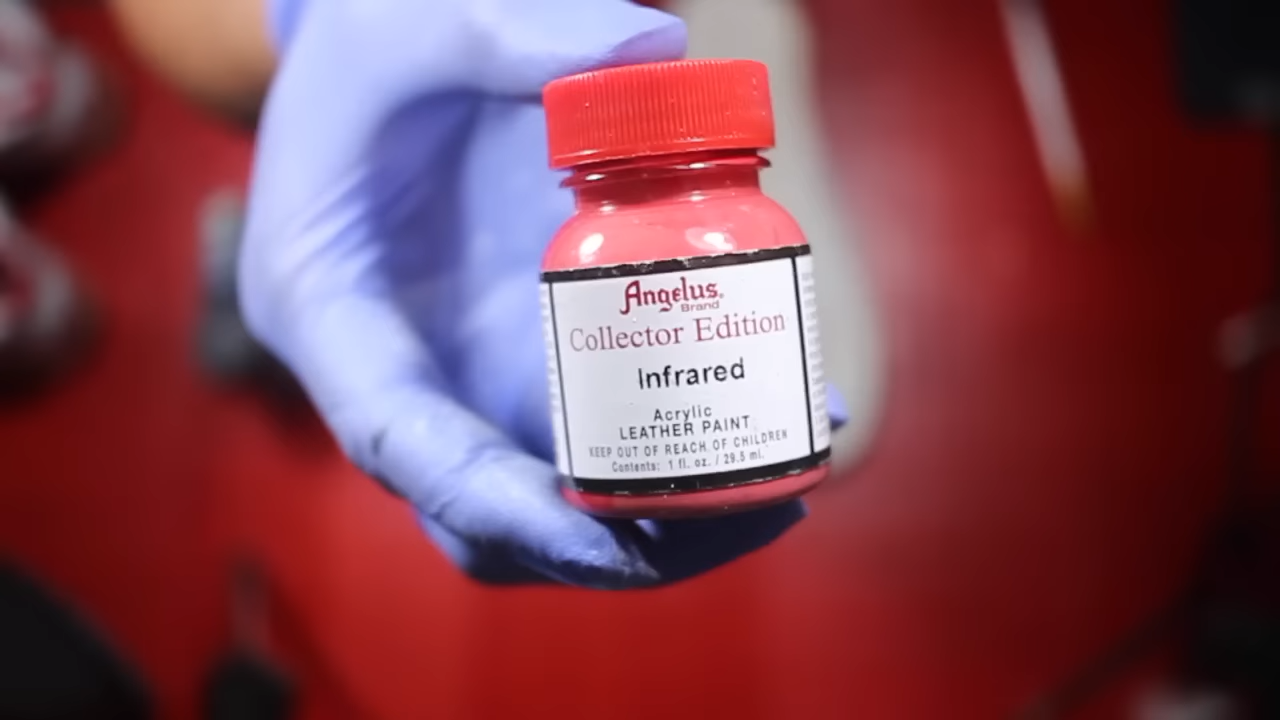 Angelus®
Brand
Collector Edition
Infrared
Acrylic
LEATHER PAINT
KEEP OUT OF REACH OF CHILDREN
Contents: 1 fl. oz. / 29.5 ml.